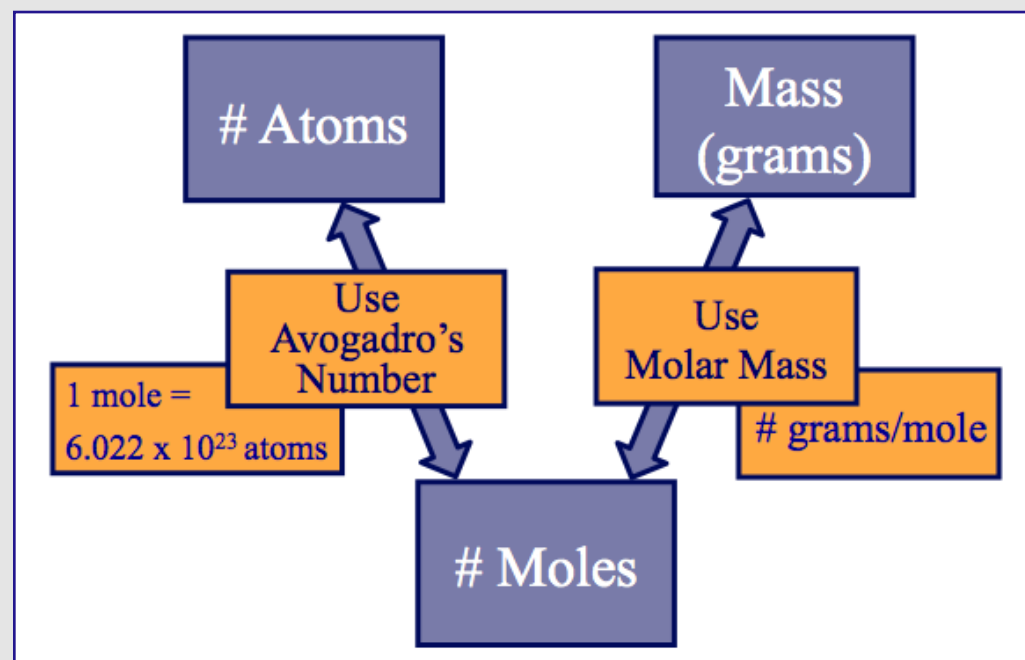 # Atoms
Mass
(grams)
Use
Avogadro’s
Number
Use
Molar Mass
1 mole =
6.022 x 10²³ atoms
# grams/mole
# Moles